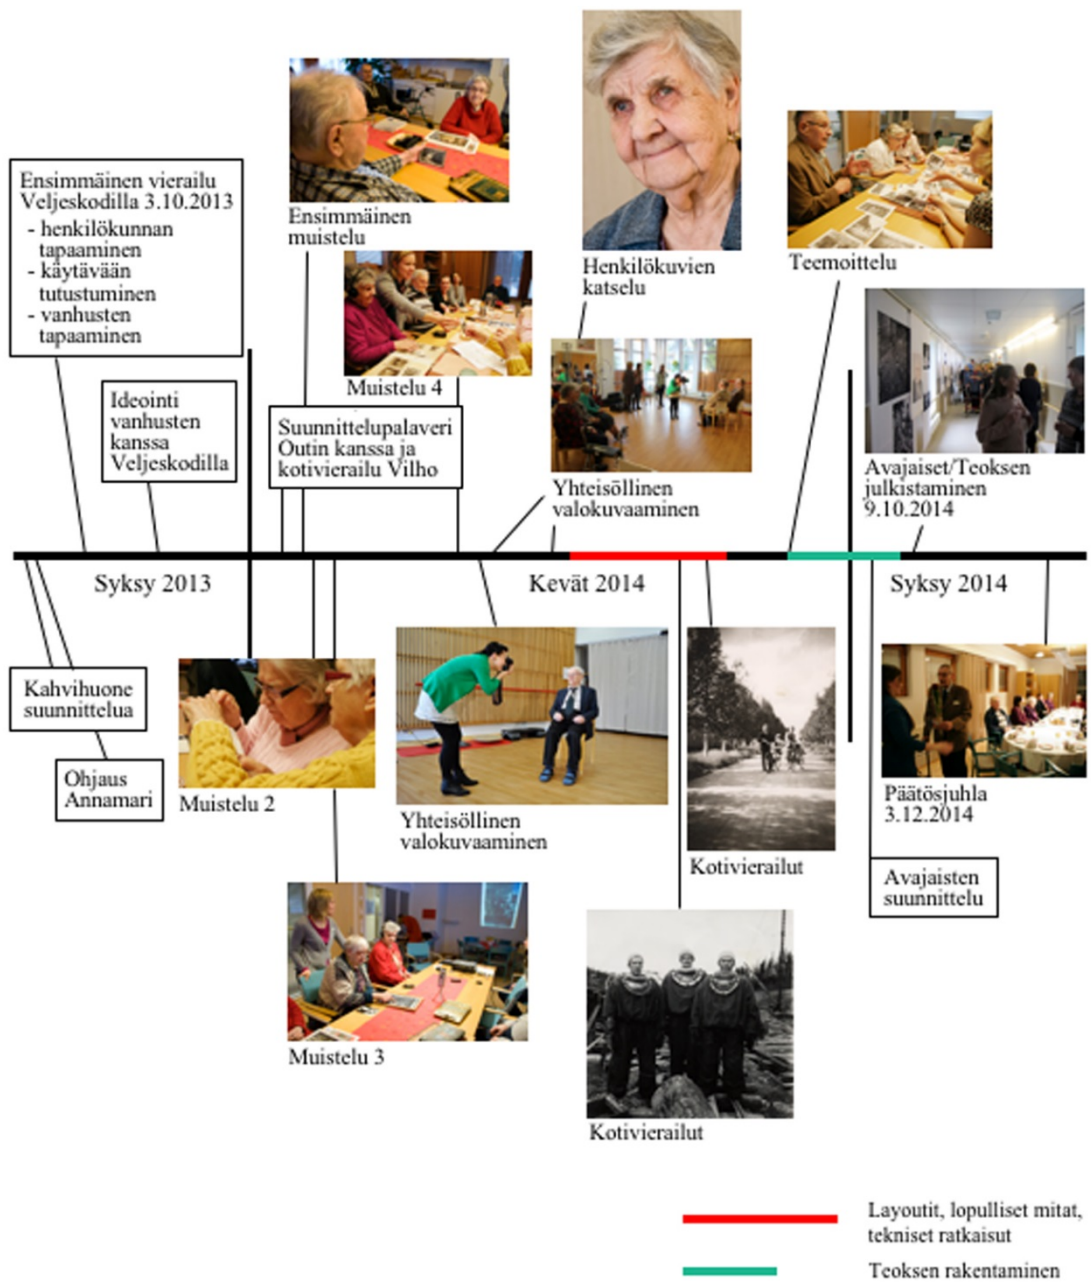 Ensimmäinen vierailu
Veljeskodilla 3.10.2013
- henkilökunnan
tapaaminen
- käytävään
tutustuminen
- vanhusten
tapaaminen
Ideointi
vanhusten
kanssa
Veljeskodilla
Ensimmäinen
muistelu
Muistelu 4
Suunnittelupalaveri
Outin kanssa ja
kotivierailu Vilho
Henkilökuvien
katselu
Yhteisöllinen
valokuvaaminen
Teemoittelu
Avajaiset/Teoksen
julkistaminen
9.10.2014
Syksy 2013
Kevät 2014
Syksy 2014
Kahvihuone
suunnittelua
Ohjaus
Annamari
Muistelu 2
Yhteisöllinen
valokuvaaminen
Kotivierailut
Päätösjuhla
3.12.2014
Avajaisten
suunnittelu
Muistelu 3
Kotivierailut
Layoutit, lopulliset mitat,
tekniset ratkaisut
Teoksen rakentaminen